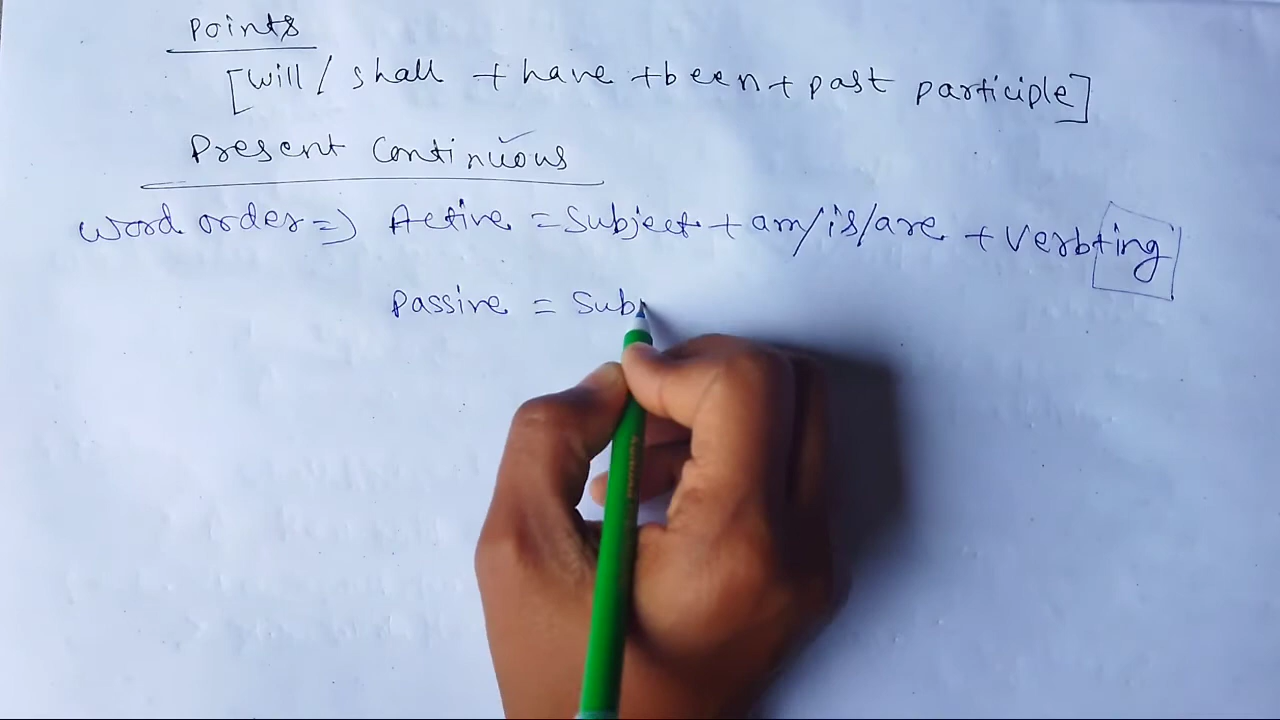 Points
[will/ shall + have + been + past participle]
Present Continuous
Word order => Active = Subject + am/is/are + Verb+ing
Passive = Sub